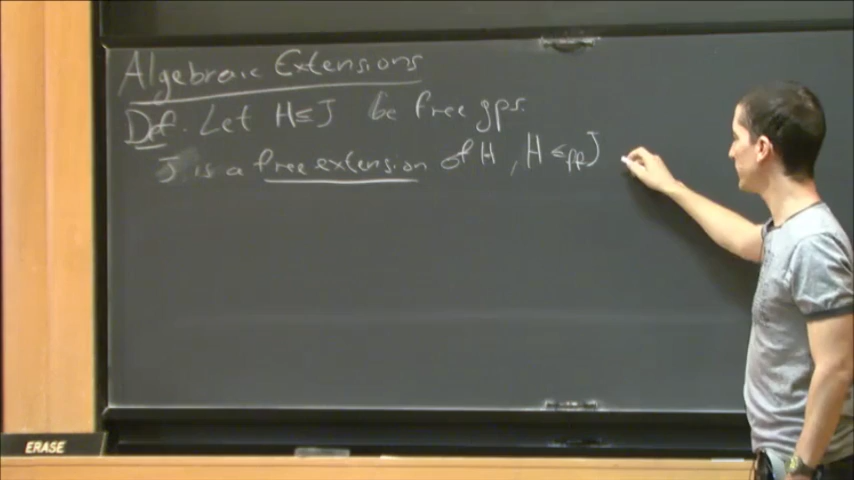 Algebraic Extensions
Def. Let H ≤ J be free gps.
J is a free extension of H, H ≤ff J
ERASE